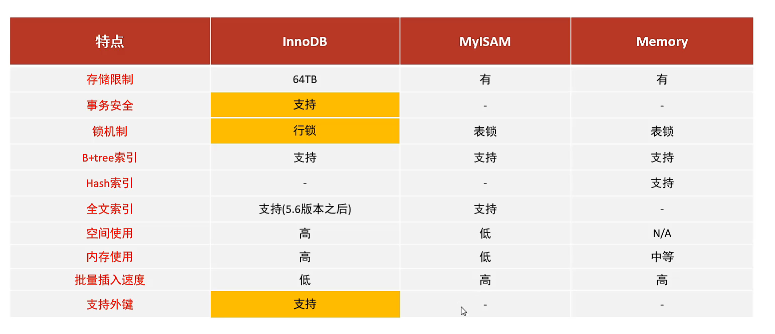 特点 InnoDB MyISAM Memory
存储限制 64TB 有 有
事务安全 支持 - -
锁机制 行锁 表锁 表锁
B+tree索引 支持 支持 支持
Hash索引 - - 支持
全文索引 支持(5.6版本之后) 支持 -
空间使用 高 低 N/A
内存使用 高 低 中等
批量插入速度 低 高 高
支持外键 支持 - -